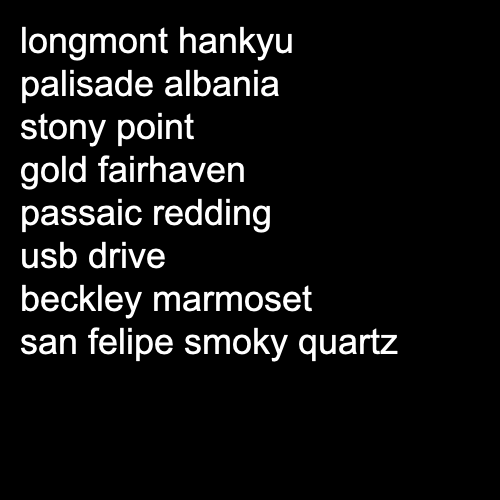 longmont hankyu
palisade albania
stony point
gold fairhaven
passaic redding
usb drive
beckley marmoset
san felipe smoky quartz